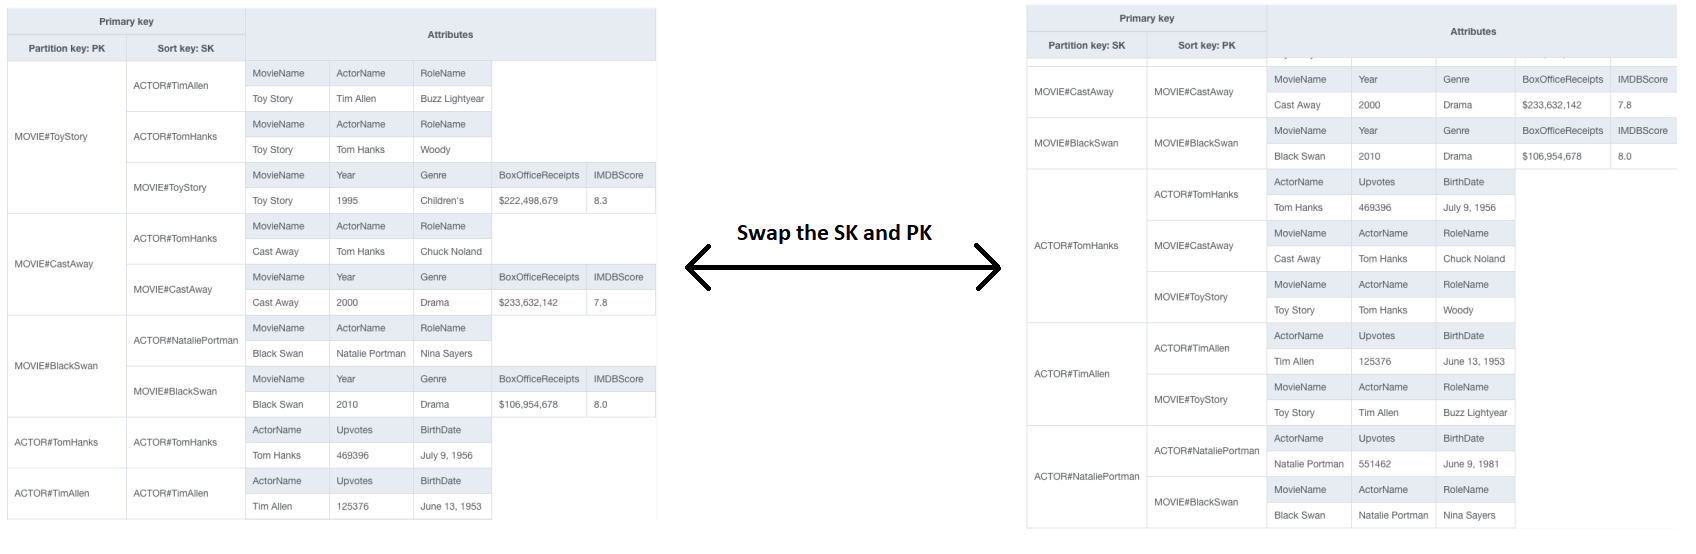 Primary key
Attributes
Partition key: PK Sort key: SK
MOVIE#ToyStory
ACTOR#TimAllen
MovieName ActorName RoleName
Toy Story Tim Allen Buzz Lightyear
ACTOR#TomHanks
MovieName ActorName RoleName
Toy Story Tom Hanks Woody
MOVIE#ToyStory
MovieName Year Genre BoxOfficeReceipts IMDBScore
Toy Story 1995 Children's $222,498,679 8.3
MOVIE#CastAway
ACTOR#TomHanks
MovieName ActorName RoleName
Cast Away Tom Hanks Chuck Noland
MOVIE#CastAway
MovieName Year Genre BoxOfficeReceipts IMDBScore
Cast Away 2000 Drama $233,632,142 7.8
MOVIE#BlackSwan
ACTOR#NataliePortman
MovieName ActorName RoleName
Black Swan Natalie Portman Nina Sayers
MOVIE#BlackSwan
MovieName Year Genre BoxOfficeReceipts IMDBScore
Black Swan 2010 Drama $106,954,678 8.0
ACTOR#TomHanks
ACTOR#TomHanks
ActorName Upvotes BirthDate
Tom Hanks 469396 July 9, 1956
ACTOR#TimAllen
ACTOR#TimAllen
ActorName Upvotes BirthDate
Tim Allen 125376 June 13, 1953
Swap the SK and PK
Primary key
Attributes
Partition key: SK Sort key: PK
MOVIE#CastAway
MOVIE#CastAway
MovieName Year Genre BoxOfficeReceipts IMDBScore
Cast Away 2000 Drama $233,632,142 7.8
MOVIE#BlackSwan
MOVIE#BlackSwan
MovieName Year Genre BoxOfficeReceipts IMDBScore
Black Swan 2010 Drama $106,954,678 8.0
ACTOR#TomHanks
ACTOR#TomHanks
ActorName Upvotes BirthDate
Tom Hanks 469396 July 9, 1956
MOVIE#CastAway
MovieName ActorName RoleName
Cast Away Tom Hanks Chuck Noland
MOVIE#ToyStory
MovieName ActorName RoleName
Toy Story Tom Hanks Woody
ACTOR#TimAllen
ACTOR#TimAllen
ActorName Upvotes BirthDate
Tim Allen 125376 June 13, 1953
MOVIE#ToyStory
MovieName ActorName RoleName
Toy Story Tim Allen Buzz Lightyear
ACTOR#NataliePortman
ACTOR#NataliePortman
ActorName Upvotes BirthDate
Natalie Portman 551462 June 9, 1981
MOVIE#BlackSwan
MovieName ActorName RoleName
Black Swan Natalie Portman Nina Sayers